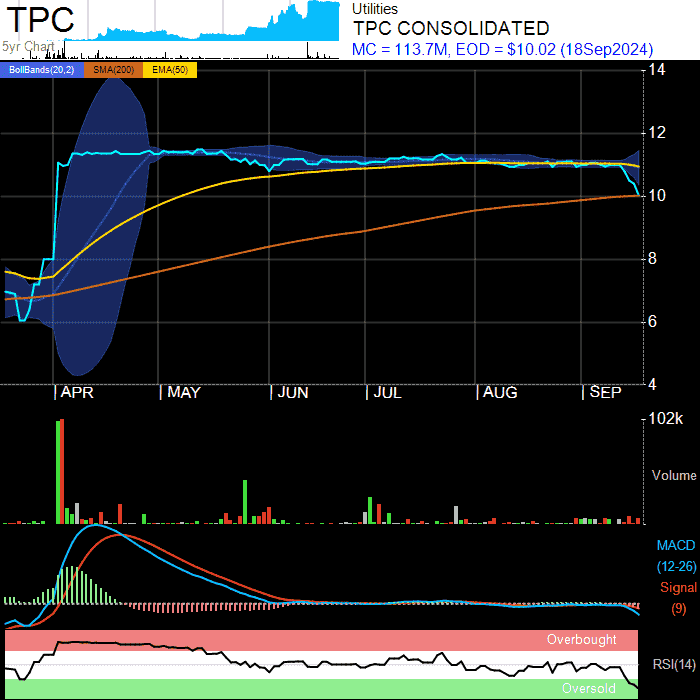 TPC
5yr Chart
Utilities
TPC CONSOLIDATED
MC = 113.7M, EOD = $10.02 (18Sep2024)
BollBands(20,2) SMA(200) EMA(50)
14
12
10
8
6
4
APR MAY JUN JUL AUG SEP
102k
Volume
MACD
(12-26)
Signal
(9)
Overbought
RSI(14)
Oversold